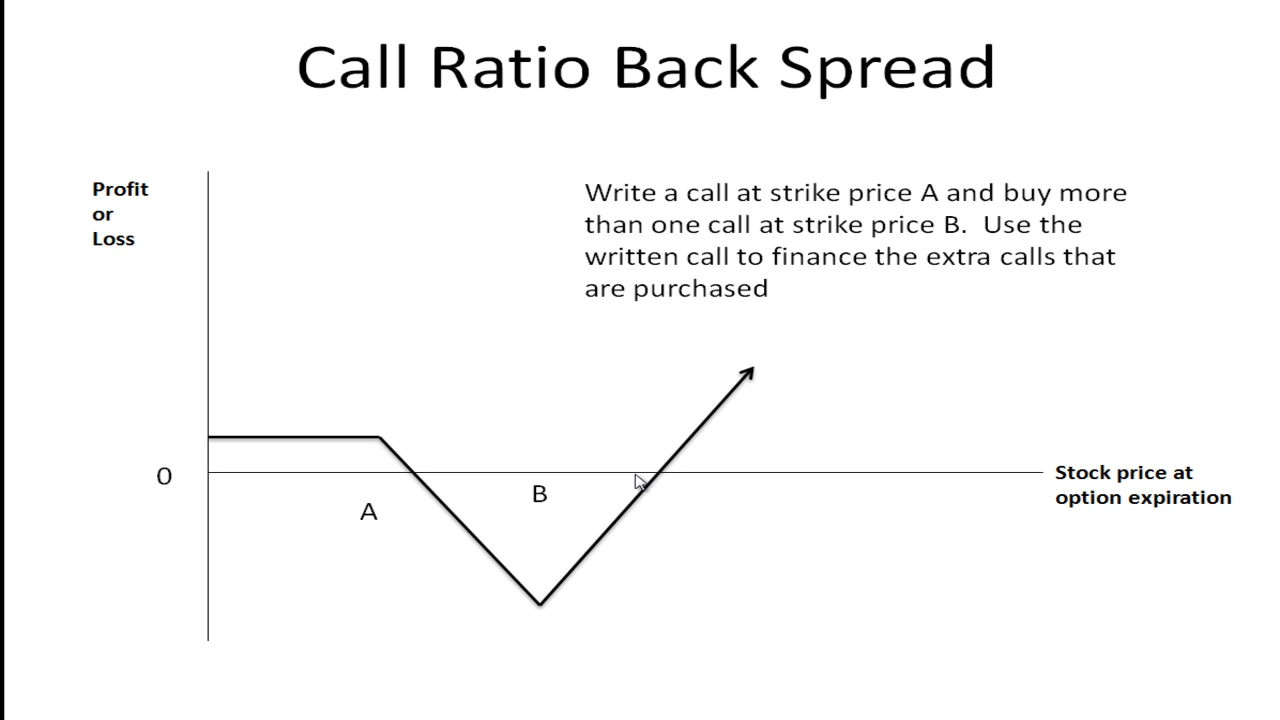 Call Ratio Back Spread
Profit
or
Loss
Write a call at strike price A and buy more
than one call at strike price B. Use the
written call to finance the extra calls that
are purchased
0
A
B
Stock price at
option expiration